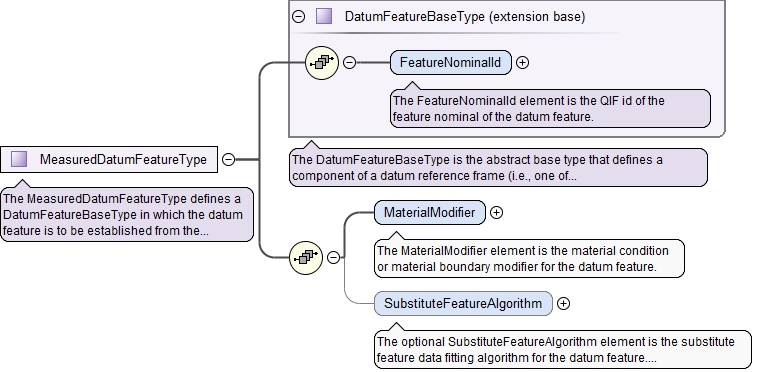 DatumFeatureBaseType (extension base)
FeatureNominalId
The FeatureNominalId element is the QIF id of the
feature nominal of the datum feature.
MeasuredDatumFeatureType
The DatumFeatureBaseType is the abstract base type that defines a
component of a datum reference frame (i.e., one of...
The MeasuredDatumFeatureType defines a
DatumFeatureBaseType in which the datum
feature is to be established from the...
MaterialModifier
The MaterialModifier element is the material condition
or material boundary modifier for the datum feature.
SubstituteFeatureAlgorithm
The optional SubstituteFeatureAlgorithm element is the substitute
feature data fitting algorithm for the datum feature....